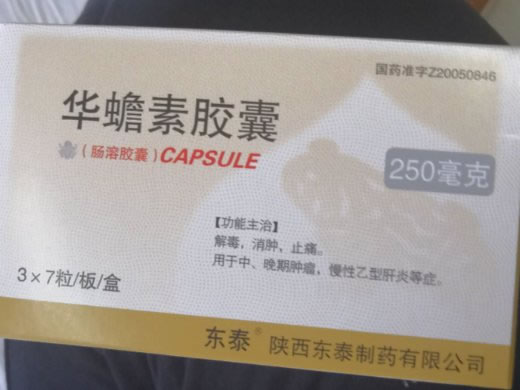 国药准字Z20050846
华蟾素胶囊
（肠溶胶囊）CAPSULE
250毫克
【功能主治】
解毒，消肿，止痛。
用于中、晚期肿瘤，慢性乙型肝炎等症。
3×7粒/板/盒
东泰® 陕西东泰制药有限公司